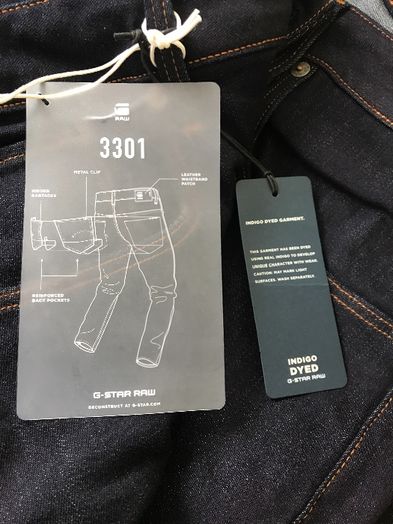 RAW
3301
METAL CLIP
LEATHER
WAISTBAND
PATCH
HIDDEN
BARTACKS
REINFORCED
BACK POCKETS
G-STAR RAW
DECONSTRUCT AT G-STAR.COM
INDIGO DYED GARMENT.
THIS GARMENT HAS BEEN DYED
USING REAL INDIGO TO DEVELOP
UNIQUE CHARACTER WITH WEAR.
CAUTION: MAY MARK LIGHT
SURFACES. WASH SEPARATELY
INDIGO
DYED
G-STAR RAW